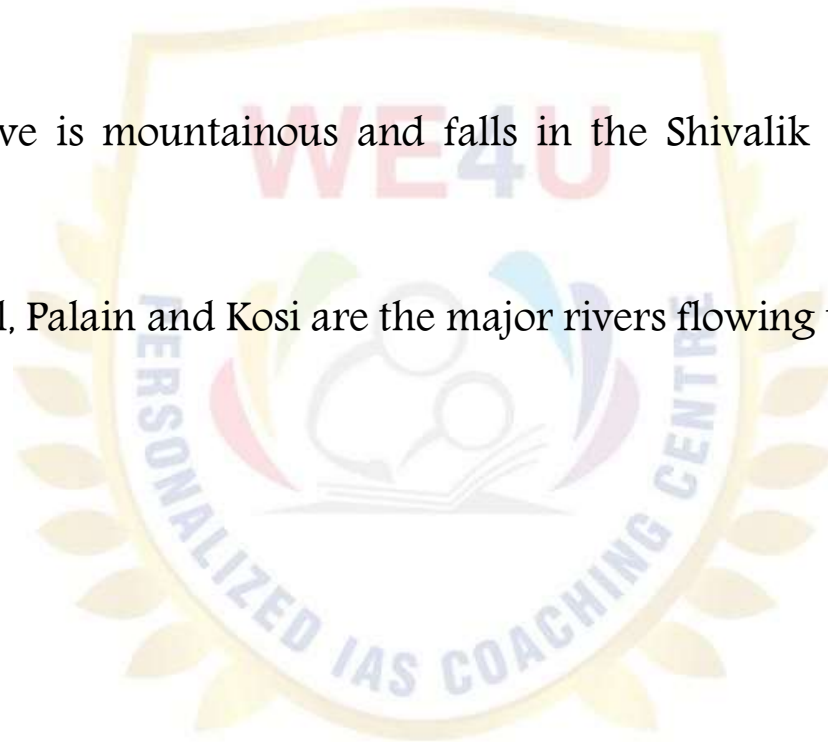 WE4U
ve is mountainous and falls in the Shivalik
l, Palain and Kosi are the major rivers flowing
PERSONALIZED IAS COACHING CENTRE